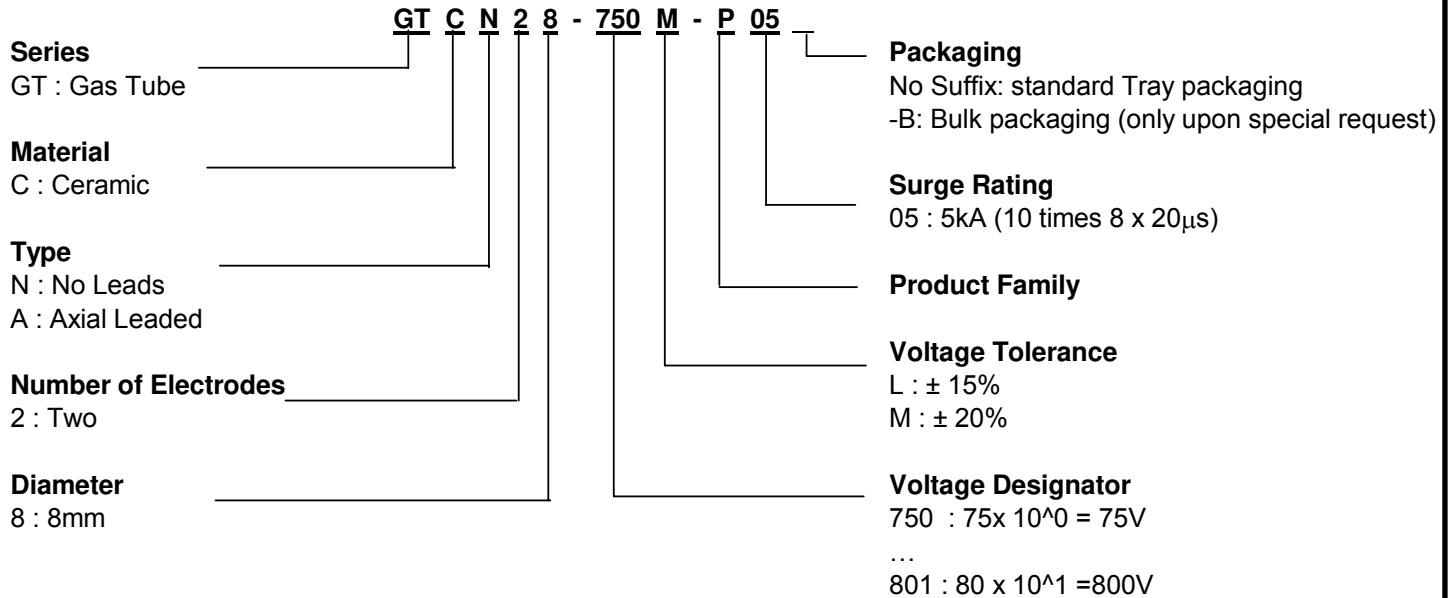 GT C N 2 8 - 750 M - P 05 _
Series
GT : Gas Tube
Material
C : Ceramic
Type
N : No Leads
A : Axial Leaded
Number of Electrodes
2 : Two
Diameter
8 : 8mm
Packaging
No Suffix: standard Tray packaging
-B: Bulk packaging (only upon special request)
Surge Rating
05 : 5kA (10 times 8 x 20μs)
Product Family
Voltage Tolerance
L : ± 15%
M : ± 20%
Voltage Designator
750 : 75x 10^0 = 75V
…
801 : 80 x 10^1 =800V